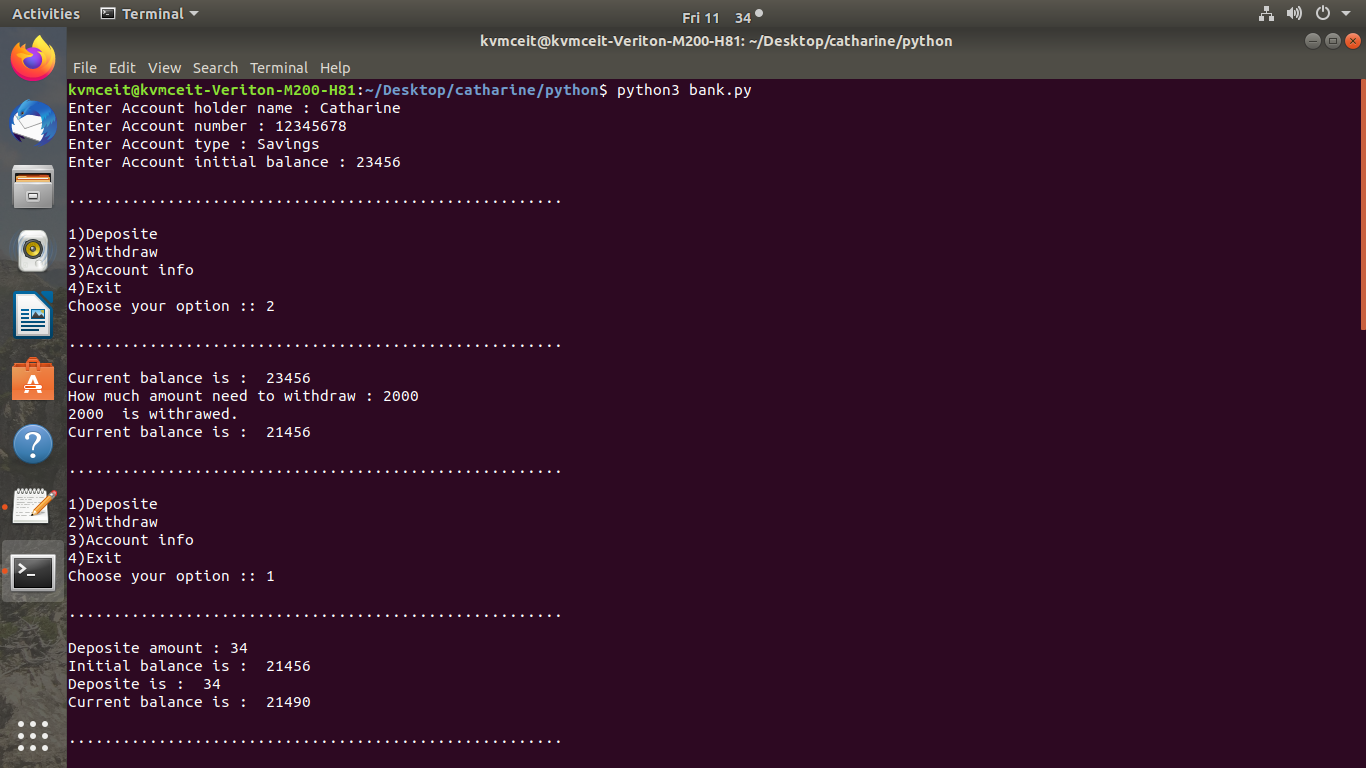 Activities Terminal Fri 11 34
kvmceit@kvmceit-Veriton-M200-H81: ~/Desktop/catharine/python
File Edit View Search Terminal Help
kvmceit@kvmceit-Veriton-M200-H81:~/Desktop/catharine/python$ python3 bank.py
Enter Account holder name : Catharine
Enter Account number : 12345678
Enter Account type : Savings
Enter Account initial balance : 23456
.......................................................
1)Deposite
2)Withdraw
3)Account info
4)Exit
Choose your option :: 2
.......................................................
Current balance is :  23456
How much amount need to withdraw : 2000
2000  is withrawed.
Current balance is :  21456
.......................................................
1)Deposite
2)Withdraw
3)Account info
4)Exit
Choose your option :: 1
.......................................................
Deposite amount : 34
Initial balance is :  21456
Deposite is :  34
Current balance is :  21490
.......................................................